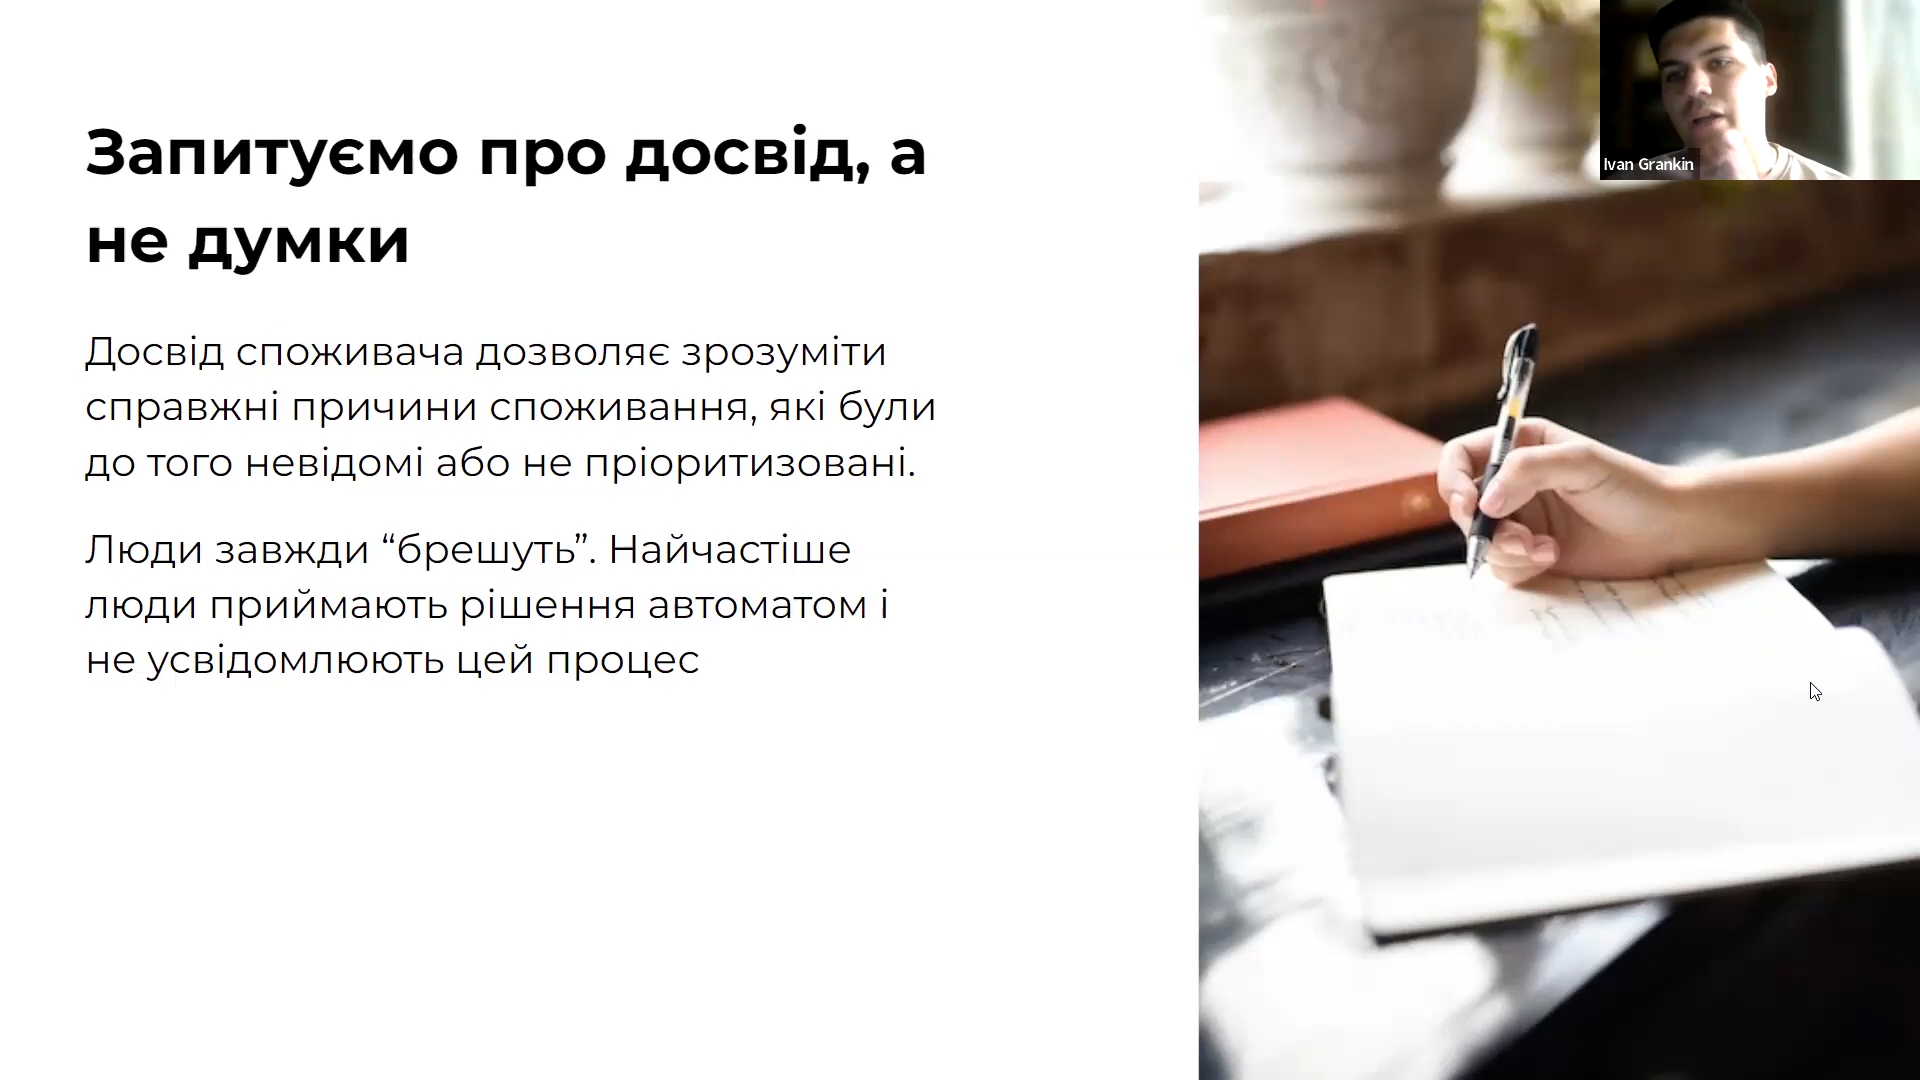 Запитуємо про досвід, а
не думки
Досвід споживача дозволяє зрозуміти
справжні причини споживання, які були
до того невідомі або не пріоритизовані.
Люди завжди “брешуть”. Найчастіше
люди приймають рішення автоматом і
не усвідомлюють цей процес
Ivan Grankin